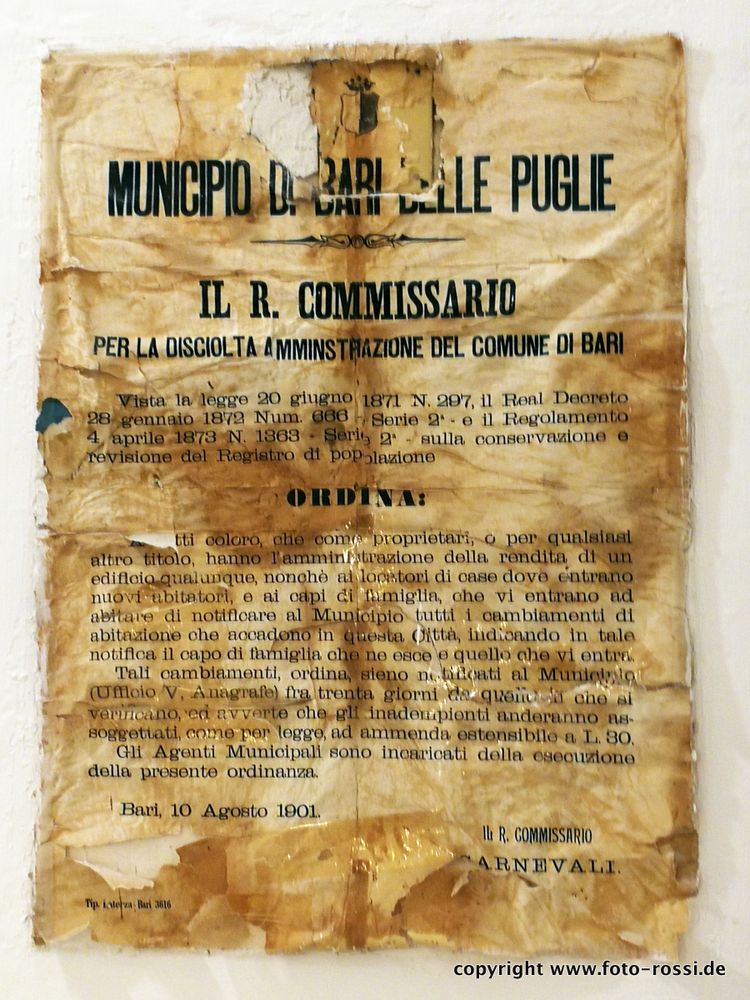 MUNICIPIO DI BARI DELLE PUGLIE
IL R. COMMISSARIO
PER LA DISCIOLTA AMMINSTRAZIONE DEL COMUNE DI BARI
Vista la legge 20 giugno 1871 N. 297, il Real Decreto
28 gennaio 1872 Num. 666 - Serie 2ª - e il Regolamento
4 aprile 1873 N. 1363 - Serie 2ª - sulla conservazione e
revisione del Registro di popolazione
ORDINA:
coloro, che come proprietari, o per qualsiasi
altro titolo, hanno l'amministrazione della rendita di un
edificio qualunque, nonchè ai locatori di case dove entrano
nuovi abitatori, e ai capi di famiglia, che vi entrano ad
abitare di notificare al Municipio tutti i cambiamenti di
abitazione che accadono in questa Città, indicando in tale
notifica il capo di famiglia che ne esce e quello che vi entra.
Tali cambiamenti, ordina, sieno notificati al Municipio
(Ufficio V, Anagrafe) fra trenta giorni da quello in che si
verificano, ed avverte che gli inadempienti anderanno as-
soggettati, come per legge, ad ammenda estensibile a L. 30.
Gli Agenti Municipali sono incaricati della esecuzione
della presente ordinanza.
Bari, 10 Agosto 1901.
IL R. COMMISSARIO
CARNEVALI.
Tip. Laterza - Bari 3616
copyright www.foto-rossi.de